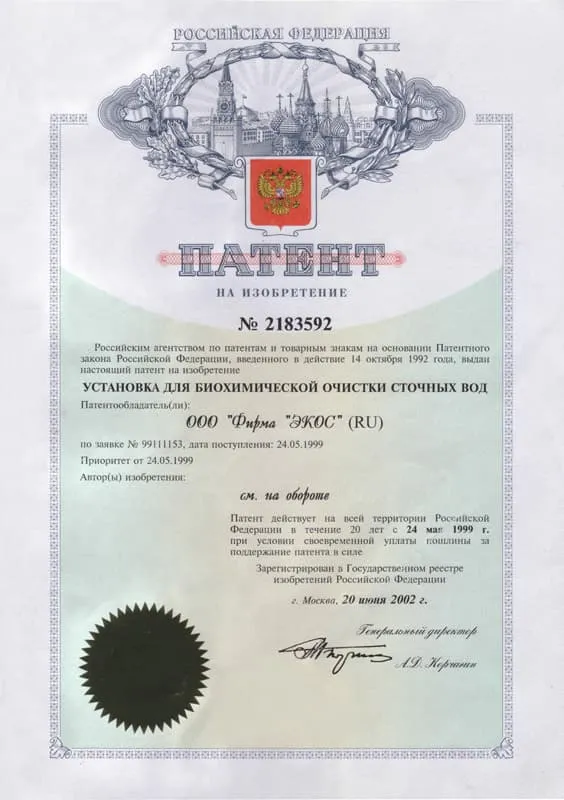 РОССИЙСКАЯ ФЕДЕРАЦИЯ
ПАТЕНТ
НА ИЗОБРЕТЕНИЕ
№ 2183592
Российским агентством по патентам и товарным знакам на основании Патентного
закона Российской Федерации, введенного в действие 14 октября 1992 года, выдан
настоящий патент на изобретение
УСТАНОВКА ДЛЯ БИОХИМИЧЕСКОЙ ОЧИСТКИ СТОЧНЫХ ВОД
Патентообладатель(ли):
ООО "Фирма "ЭКОС" (RU)
по заявке № 99111153, дата поступления: 24.05.1999
Приоритет от 24.05.1999
Автор(ы) изобретения:
см. на обороте
Патент действует на всей территории Российской
Федерации в течение 20 лет с 24 мая 1999 г.
при условии своевременной уплаты пошлины за
поддержание патента в силе
Зарегистрирован в Государственном реестре
изобретений Российской Федерации
г. Москва, 20 июня 2002 г.
Генеральный директор
А.Д. Корчагин